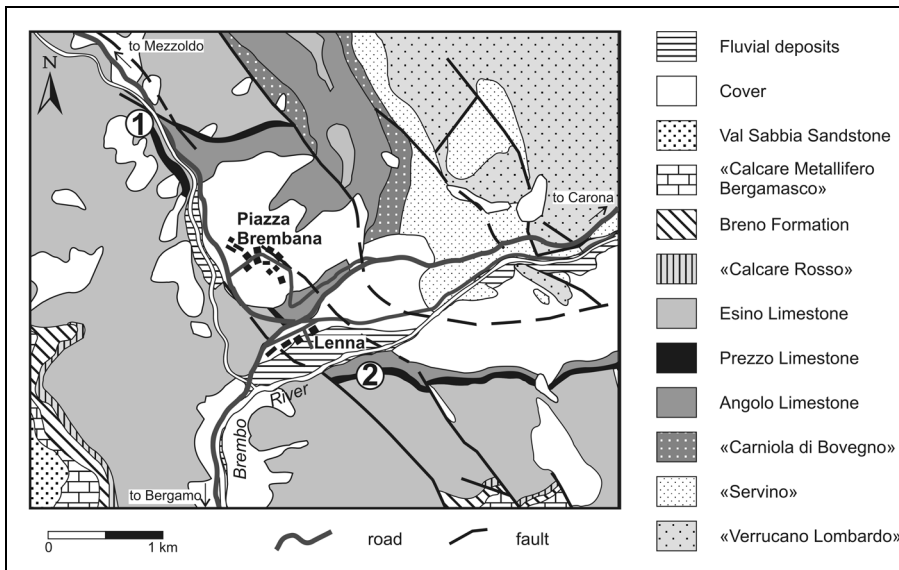 to Mezzoldo
N
1
to Carona
Piazza
Brembana
Lenna
2
River
Brembo
to Bergamo
0
1 km
road
fault
Fluvial deposits
Cover
Val Sabbia Sandstone
«Calcare Metallifero
Bergamasco»
Breno Formation
«Calcare Rosso»
Esino Limestone
Prezzo Limestone
Angolo Limestone
«Carniola di Bovegno»
«Servino»
«Verrucano Lombardo»